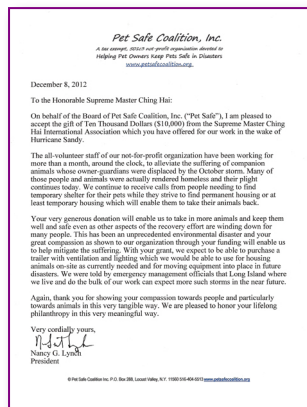 Pet Safe Coalition, Inc.
A tax exempt, 501c3 not-profit organization devoted to
Helping Pet Owners Keep Pets Safe in Disasters
www.petsafecoalition.org
December 8, 2012
To the Honorable Supreme Master Ching Hai:
On behalf of the Board of Pet Safe Coalition, Inc. ("Pet Safe"), I am pleased to
accept the gift of Ten Thousand Dollars ($10,000) from the Supreme Master Ching
Hai International Association which you have offered for our work in the wake of
Hurricane Sandy.
The all-volunteer staff of our not-for-profit organization have been working for
more than a month, around the clock, to alleviate the suffering of companion
animals whose owner-guardians were displaced by the October storm. Many of
those people and animals were actually rendered homeless and their plight
continues today. We continue to receive calls from people needing to find
temporary shelter for their pets while they strive to find permanent housing or at
least temporary housing which will enable them to take their animals back.
Your very generous donation will enable us to take in more animals and keep them
well and safe even as other aspects of the recovery effort are winding down for
many people. This has been an unprecedented environmental disaster and your
great compassion as shown to our organization through your funding will enable us
to help mitigate the suffering. With your grant, we expect to be able to purchase a
trailer with ventilation and lighting which we would be able to use for housing
animals on-site as currently needed and for moving equipment into place in future
disasters. We were told by emergency management officials that Long Island where
we live and do the bulk of our work can expect more such storms in the near future.
Again, thank you for showing your compassion towards people and particularly
towards animals in this very tangible way. We are pleased to honor your lifelong
philanthropy in this very meaningful way.
Very cordially yours,
Nancy G. Lynch
President
© Pet Safe Coalition Inc. P.O. Box 288, Locust Valley, N.Y. 11560 516-404-5513 www.petsafecoalition.org